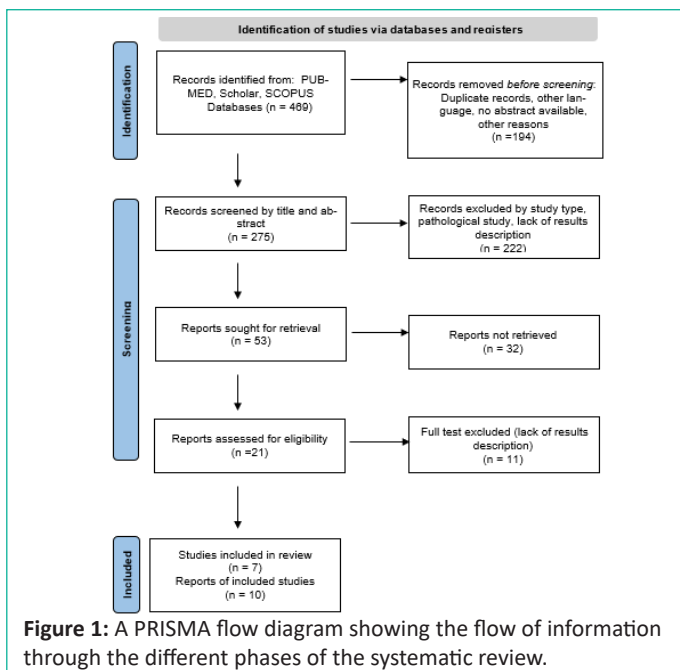 Identification of studies via databases and registers
Identification
Records identified from: PUB-
MED, Scholar, SCOPUS
Databases (n = 469)
Records removed before screening:
Duplicate records, other lan-
guage, no abstract available,
other reasons
(n =194)
Screening
Records screened by title and ab-
stract
(n = 275)
Records excluded by study type,
pathological study, lack of results
description
(n = 222)
Reports sought for retrieval
(n = 53)
Reports not retrieved
(n = 32)
Reports assessed for eligibility
(n =21)
Full test excluded (lack of results
description)
(n = 11)
Included
Studies included in review
(n = 7)
Reports of included studies
(n = 10)
Figure 1: A PRISMA flow diagram showing the flow of information
through the different phases of the systematic review.